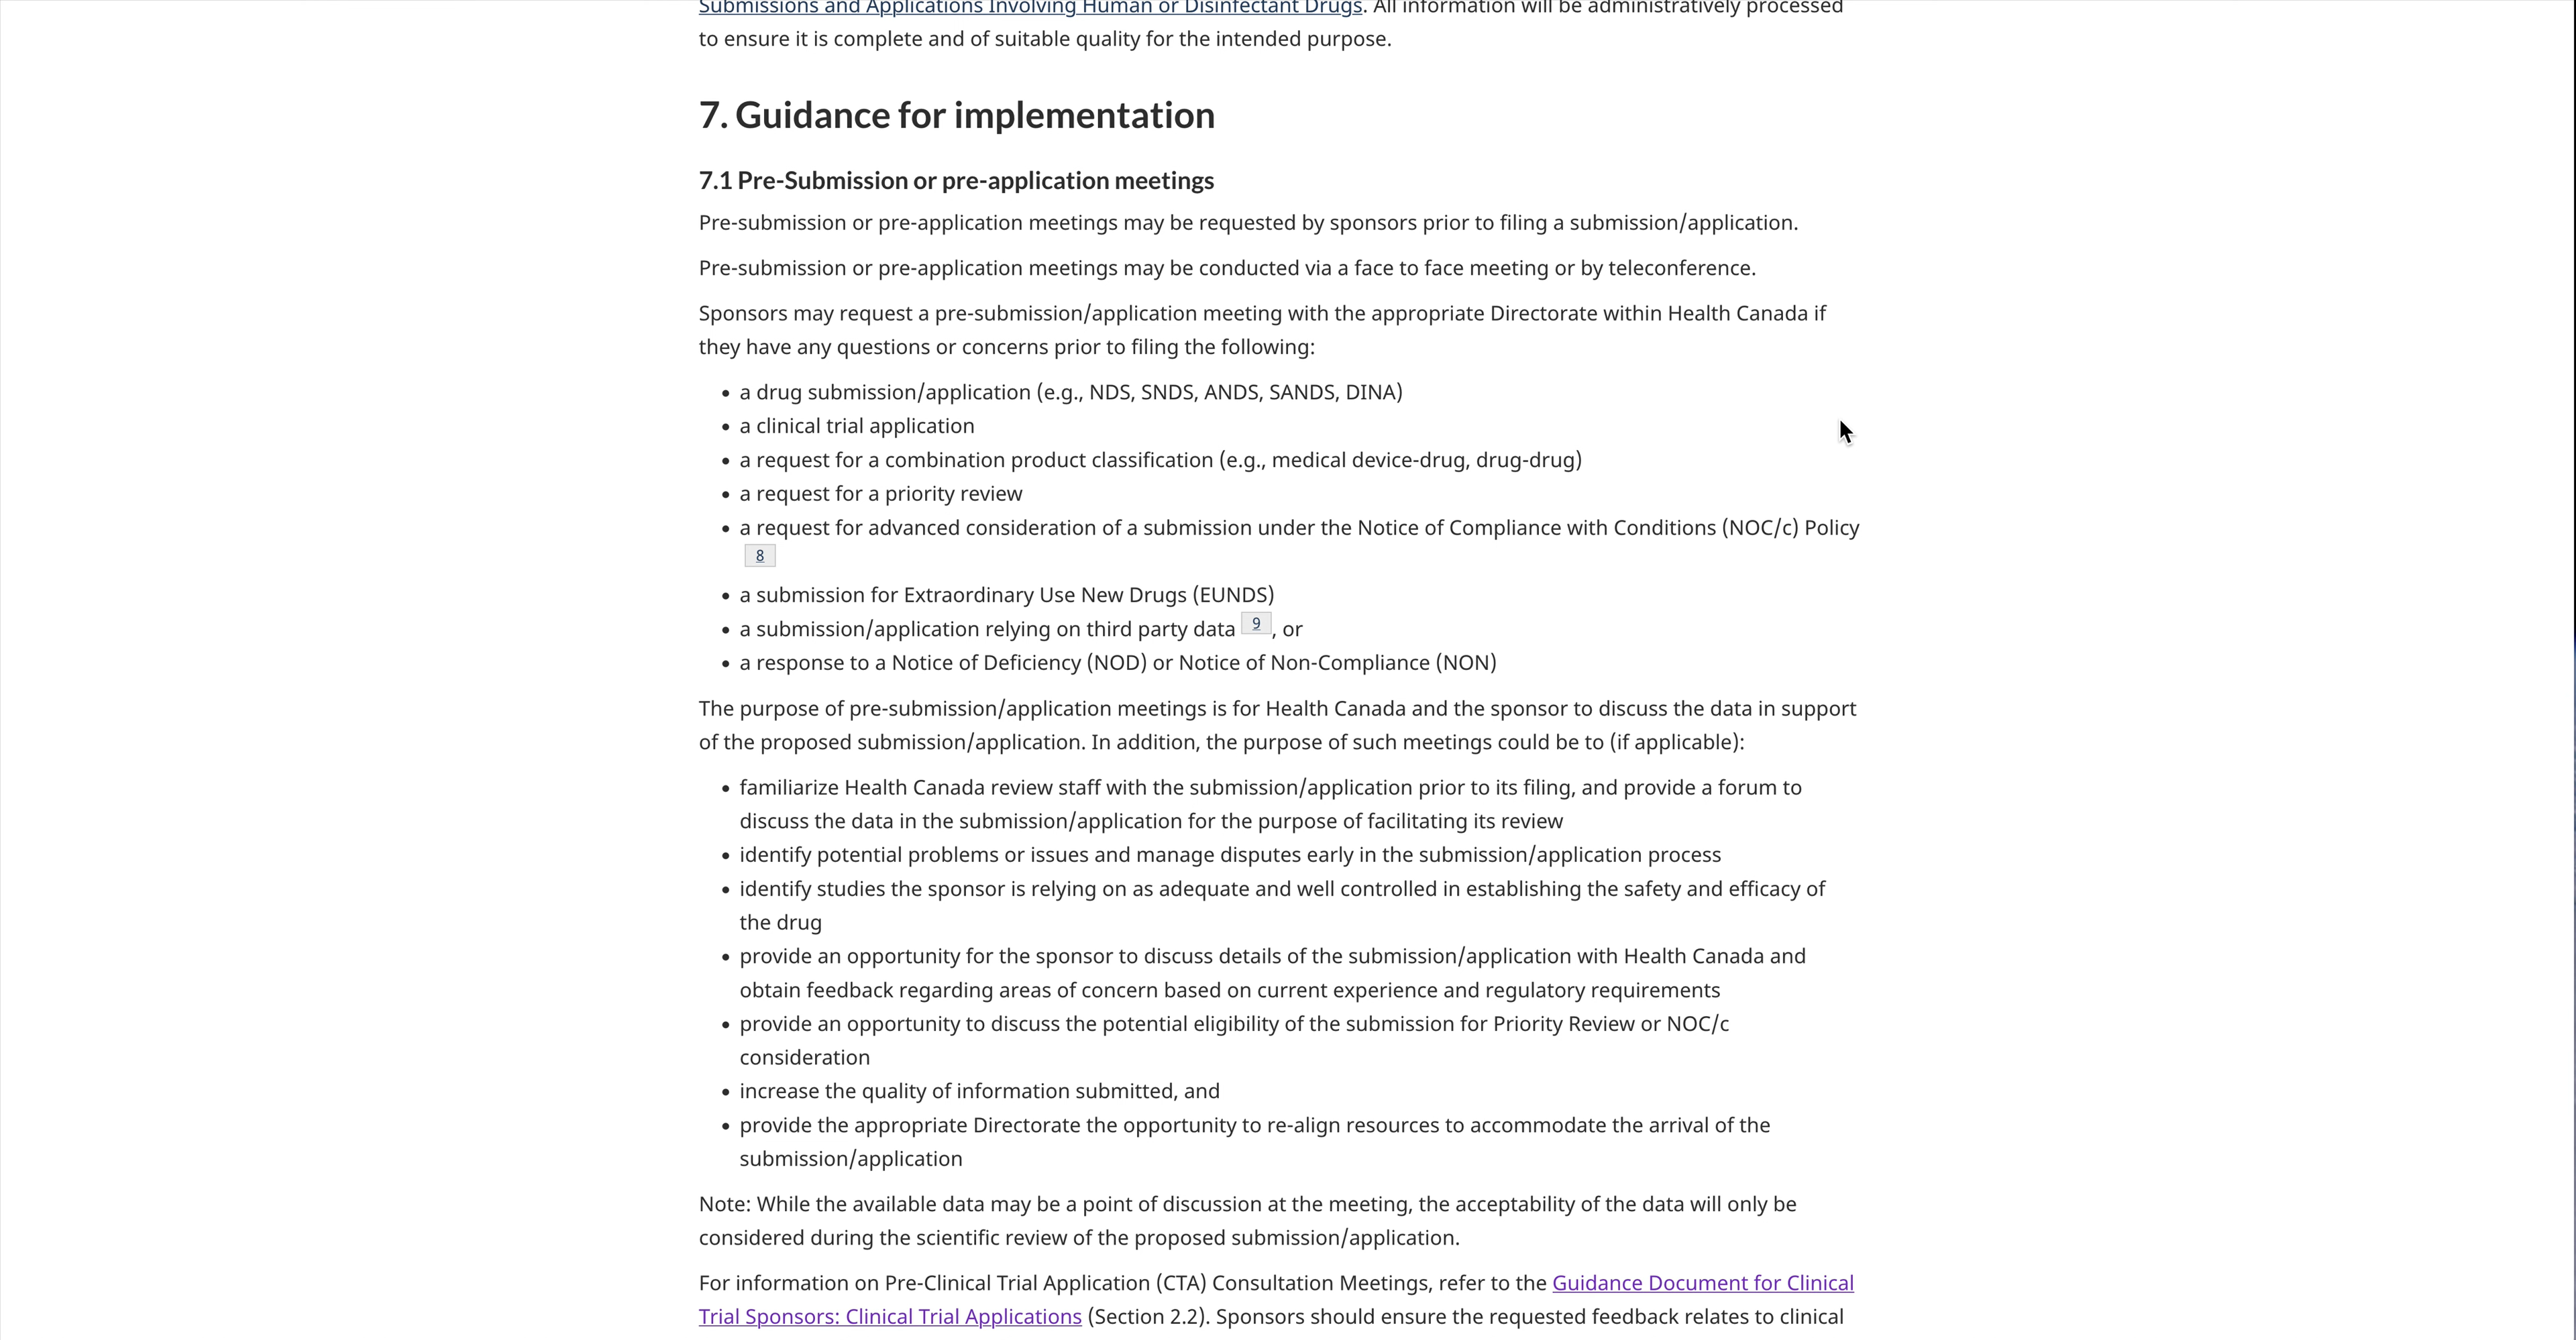 Submissions and Applications Involving Human or Disinfectant Drugs. All information will be administratively processed
to ensure it is complete and of suitable quality for the intended purpose.
7. Guidance for implementation
7.1 Pre-Submission or pre-application meetings
Pre-submission or pre-application meetings may be requested by sponsors prior to filing a submission/application.
Pre-submission or pre-application meetings may be conducted via a face to face meeting or by teleconference.
Sponsors may request a pre-submission/application meeting with the appropriate Directorate within Health Canada if
they have any questions or concerns prior to filing the following:
• a drug submission/application (e.g., NDS, SNDS, ANDS, SANDS, DINA)
• a clinical trial application
• a request for a combination product classification (e.g., medical device-drug, drug-drug)
• a request for a priority review
• a request for advanced consideration of a submission under the Notice of Compliance with Conditions (NOC/c) Policy
8
• a submission for Extraordinary Use New Drugs (EUNDS)
• a submission/application relying on third party data 9, or
• a response to a Notice of Deficiency (NOD) or Notice of Non-Compliance (NON)
The purpose of pre-submission/application meetings is for Health Canada and the sponsor to discuss the data in support
of the proposed submission/application. In addition, the purpose of such meetings could be to (if applicable):
• familiarize Health Canada review staff with the submission/application prior to its filing, and provide a forum to
discuss the data in the submission/application for the purpose of facilitating its review
• identify potential problems or issues and manage disputes early in the submission/application process
• identify studies the sponsor is relying on as adequate and well controlled in establishing the safety and efficacy of
the drug
• provide an opportunity for the sponsor to discuss details of the submission/application with Health Canada and
obtain feedback regarding areas of concern based on current experience and regulatory requirements
• provide an opportunity to discuss the potential eligibility of the submission for Priority Review or NOC/c
consideration
• increase the quality of information submitted, and
• provide the appropriate Directorate the opportunity to re-align resources to accommodate the arrival of the
submission/application
Note: While the available data may be a point of discussion at the meeting, the acceptability of the data will only be
considered during the scientific review of the proposed submission/application.
For information on Pre-Clinical Trial Application (CTA) Consultation Meetings, refer to the Guidance Document for Clinical
Trial Sponsors: Clinical Trial Applications (Section 2.2). Sponsors should ensure the requested feedback relates to clinical